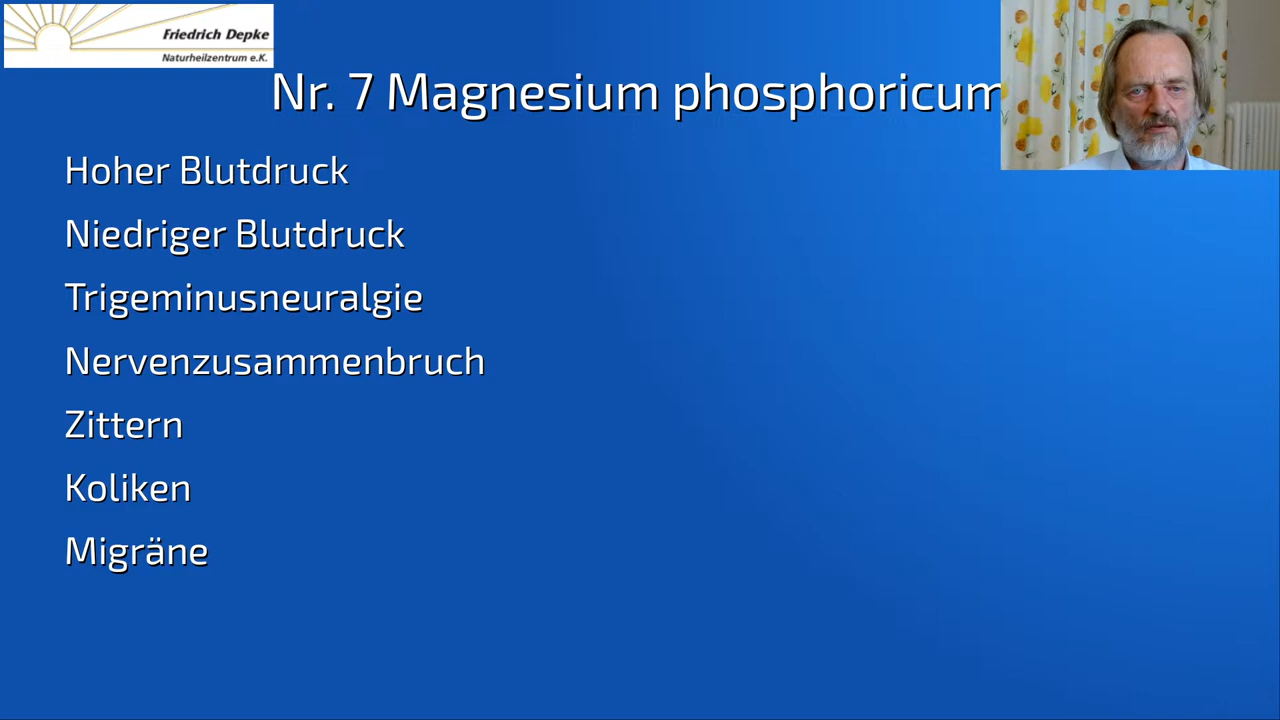 Friedrich Depke
Naturheilzentrum e.K.
Nr. 7 Magnesium phosphoricum
Hoher Blutdruck
Niedriger Blutdruck
Trigeminusneuralgie
Nervenzusammenbruch
Zittern
Koliken
Migräne